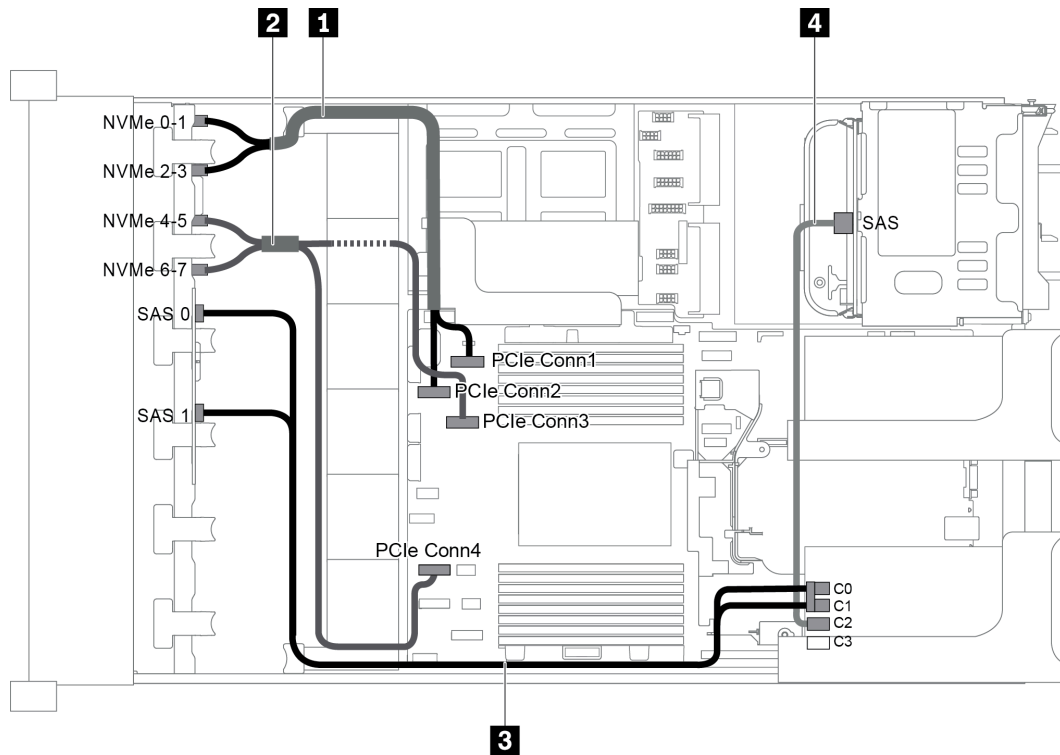 2 1 4
NVMe 0-1
NVMe 2-3
NVMe 4-5
SAS
NVMe 6-7
SAS 0
PCIe Conn1
PCIe Conn2
SAS 1
PCIe Conn3
PCIe Conn4
C0
C1
C2
C3
3